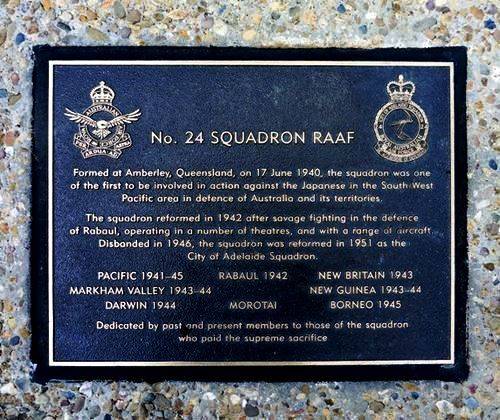 No. 24 SQUADRON RAAF
Formed at Amberley, Queensland, on 17 June 1940, the squadron was one
of the first to be involved in action against the Japanese in the South West
Pacific area in defence of Australia and its territories.
The squadron reformed in 1942 after savage fighting in the defence
of Rabaul, operating in a number of theatres, and with a range of aircraft.
Disbanded in 1946, the squadron was reformed in 1951 as the
City of Adelaide Squadron.
PACIFIC 1941-45 RABAUL 1942 NEW BRITAIN 1943
MARKHAM VALLEY 1943-44 NEW GUINEA 1943-44
DARWIN 1944 MOROTAI BORNEO 1945
Dedicated by past and present members to those of the squadron
who paid the supreme sacrifice